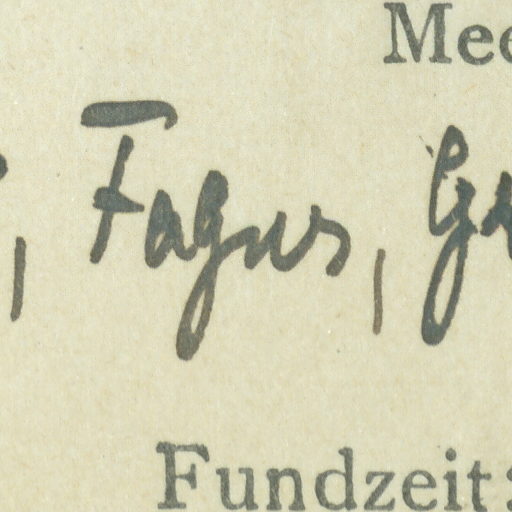 Mee
, Fagus, G
Fundzeit: